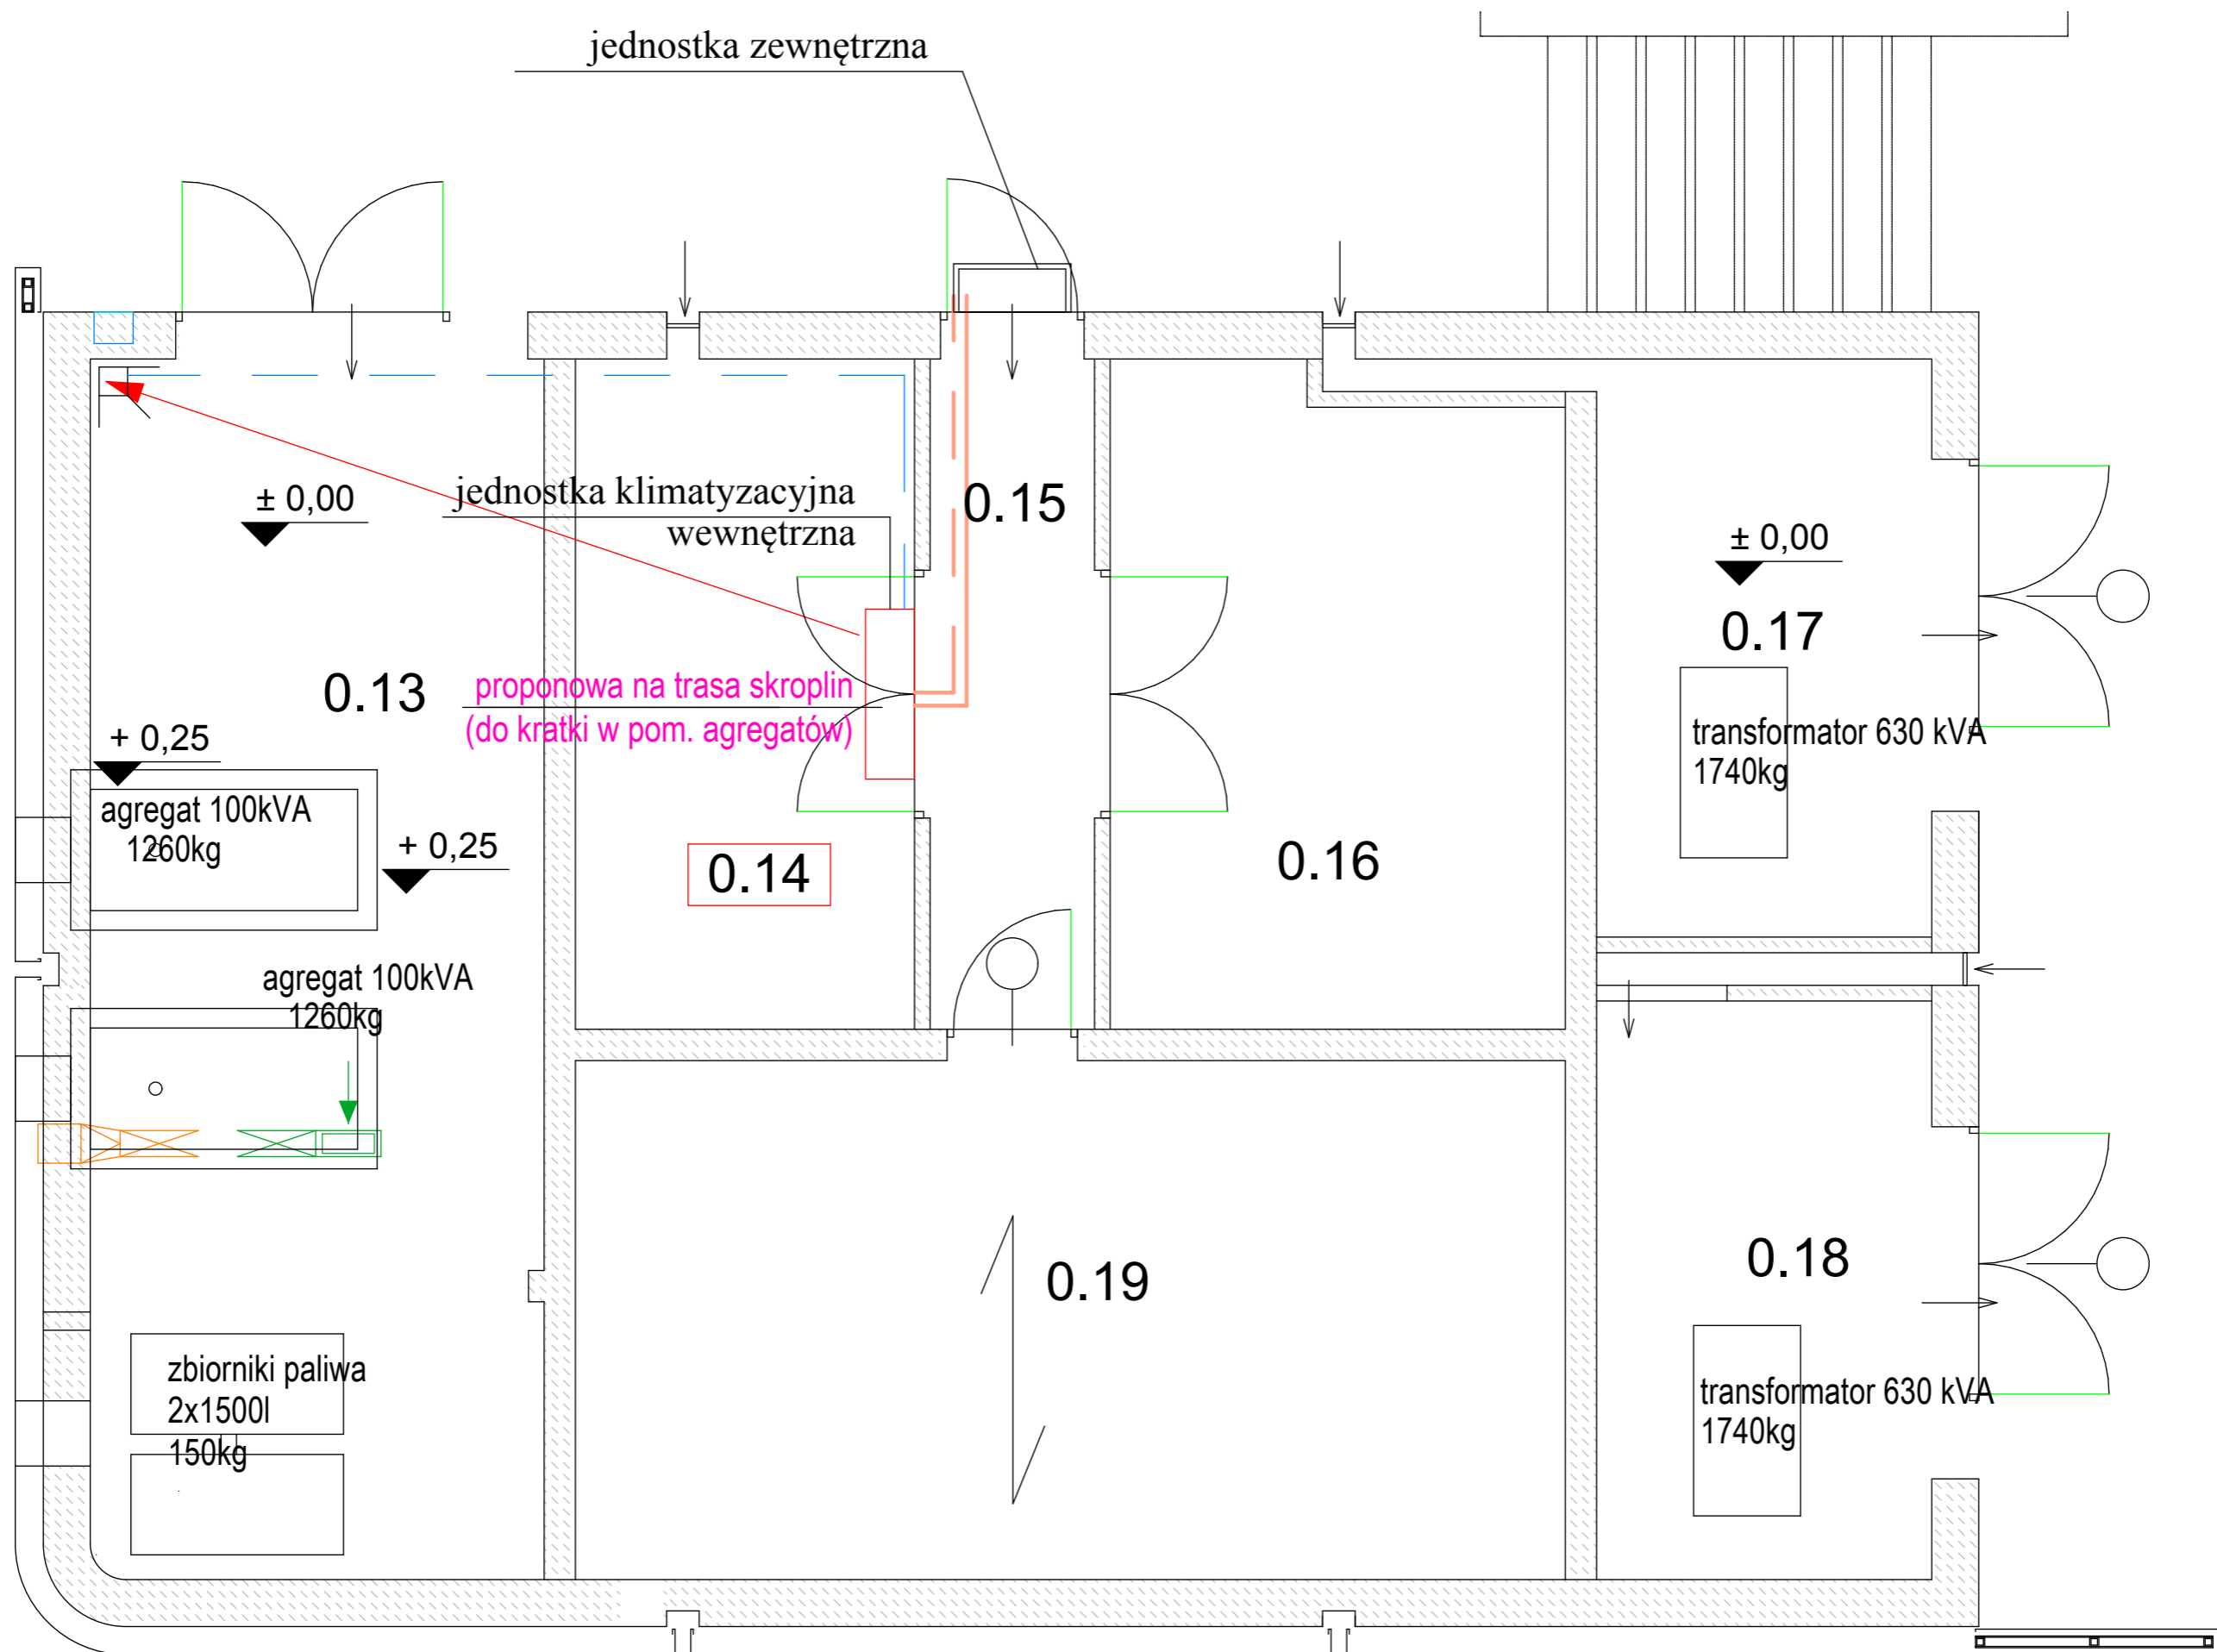 jednostka zewnętrzna
± 0,00
jednostka klimatyzacyjna
wewnętrzna
0.15
± 0,00
0.17
0.13
proponowa na trasa skroplin
(do kratki w pom. agregatów)
+ 0,25
transformator 630 kVA
1740kg
agregat 100kVA
1260kg
+ 0,25
0.14
0.16
agregat 100kVA
1260kg
0.19
0.18
zbiorniki paliwa
2x1500l
150kg
transformator 630 kVA
1740kg